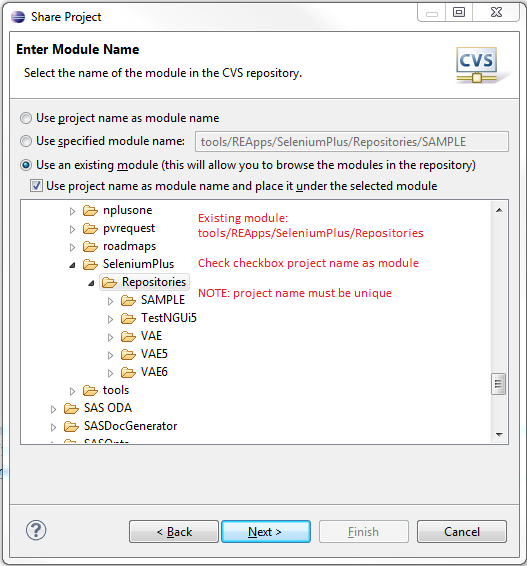 Share Project
Enter Module Name
Select the name of the module in the CVS repository.
CVS
Use project name as module name
Use specified module name: tools/REApps/SeleniumPlus/Repositories/SAMPLE
Use an existing module (this will allow you to browse the modules in the repository)
Use project name as module name and place it under the selected module
nplusone
pvrequest
roadmaps
SeleniumPlus
Repositories
SAMPLE
TestNGUi5
VAE
VAE5
VAE6
tools
SAS ODA
SASDocGenerator
Existing module:
tools/REApps/SeleniumPlus/Repositories
Check checkbox project name as module
NOTE: project name must be unique
?
< Back
Next >
Finish
Cancel